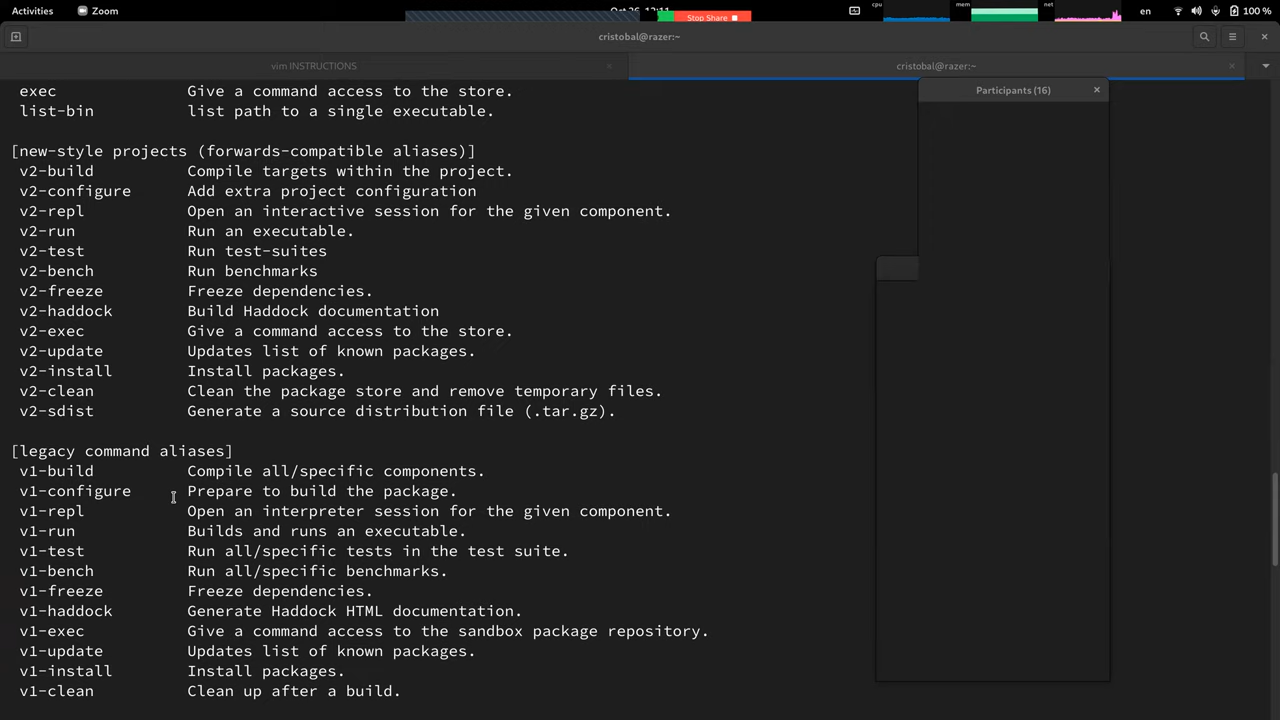 Activities Zoom Stop Share cpu mem net en 100 %
cristobal@razer:~
vim INSTRUCTIONS × cristobal@razer:~ ×
Participants (16) ×
exec Give a command access to the store.
list-bin list path to a single executable.
[new-style projects (forwards-compatible aliases)]
v2-build Compile targets within the project.
v2-configure Add extra project configuration
v2-repl Open an interactive session for the given component.
v2-run Run an executable.
v2-test Run test-suites
v2-bench Run benchmarks
v2-freeze Freeze dependencies.
v2-haddock Build Haddock documentation
v2-exec Give a command access to the store.
v2-update Updates list of known packages.
v2-install Install packages.
v2-clean Clean the package store and remove temporary files.
v2-sdist Generate a source distribution file (.tar.gz).
[legacy command aliases]
v1-build Compile all/specific components.
v1-configure Prepare to build the package.
v1-repl Open an interpreter session for the given component.
v1-run Builds and runs an executable.
v1-test Run all/specific tests in the test suite.
v1-bench Run all/specific benchmarks.
v1-freeze Freeze dependencies.
v1-haddock Generate Haddock HTML documentation.
v1-exec Give a command access to the sandbox package repository.
v1-update Updates list of known packages.
v1-install Install packages.
v1-clean Clean up after a build.